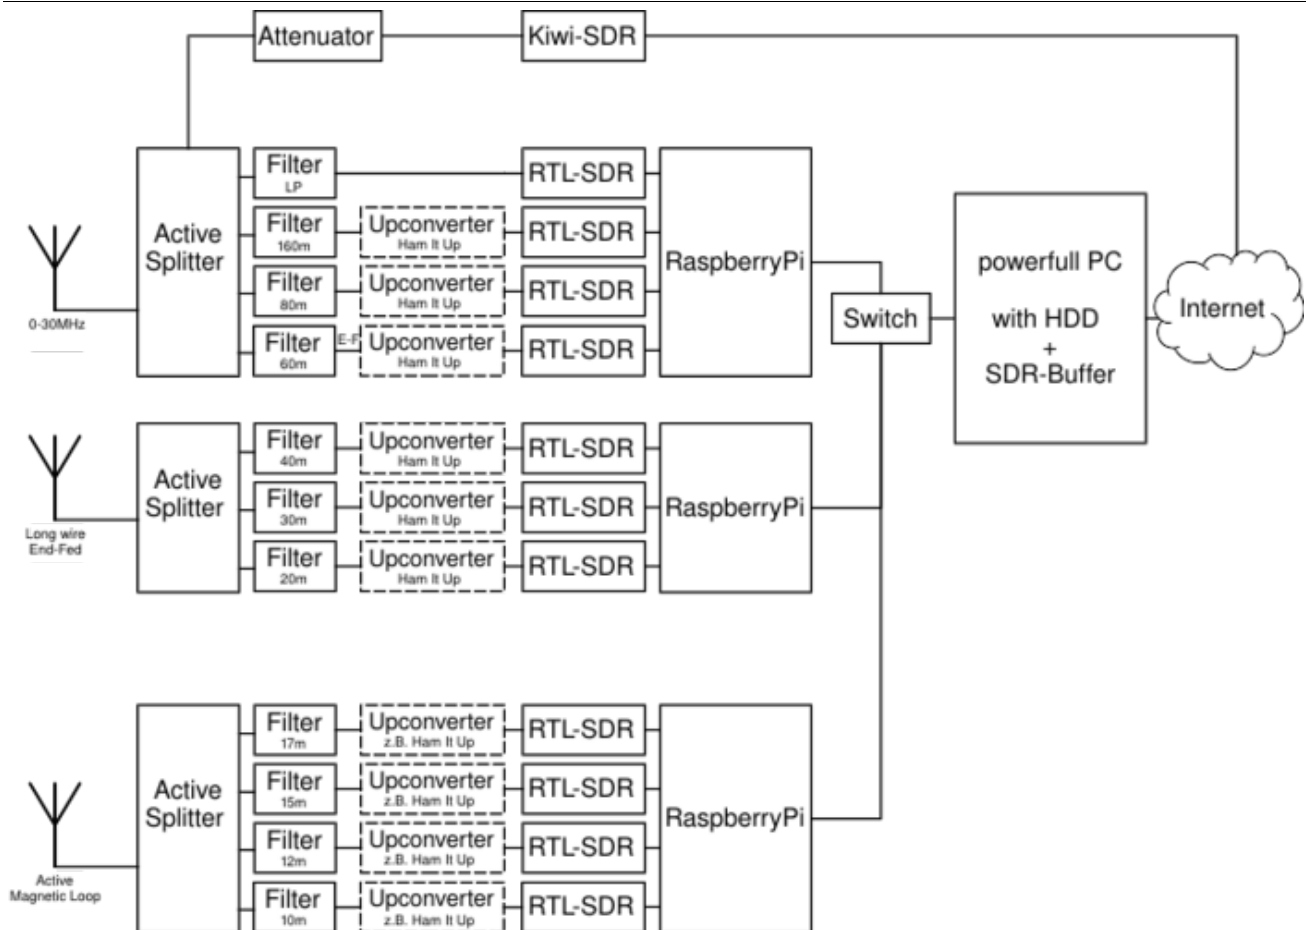 Attenuator
Kiwi-SDR
Filter
LP
RTL-SDR
Filter
160m
Upconverter
Ham It Up
RTL-SDR
Active
Splitter
RaspberryPi
Filter
80m
Upconverter
Ham It Up
RTL-SDR
0-30MHz
Filter
60m
E-F
Upconverter
Ham It Up
RTL-SDR
Switch
powerfull PC
with HDD
+
SDR-Buffer
Internet
Filter
40m
Upconverter
Ham It Up
RTL-SDR
Active
Splitter
Filter
30m
Upconverter
Ham It Up
RTL-SDR
RaspberryPi
Long wire
End-Fed
Filter
20m
Upconverter
Ham It Up
RTL-SDR
Filter
17m
Upconverter
z.B. Ham It Up
RTL-SDR
Active
Splitter
Filter
15m
Upconverter
z.B. Ham It Up
RTL-SDR
RaspberryPi
Filter
12m
Upconverter
z.B. Ham It Up
RTL-SDR
Active
Magnetic Loop
Filter
10m
Upconverter
z.B. Ham It Up
RTL-SDR